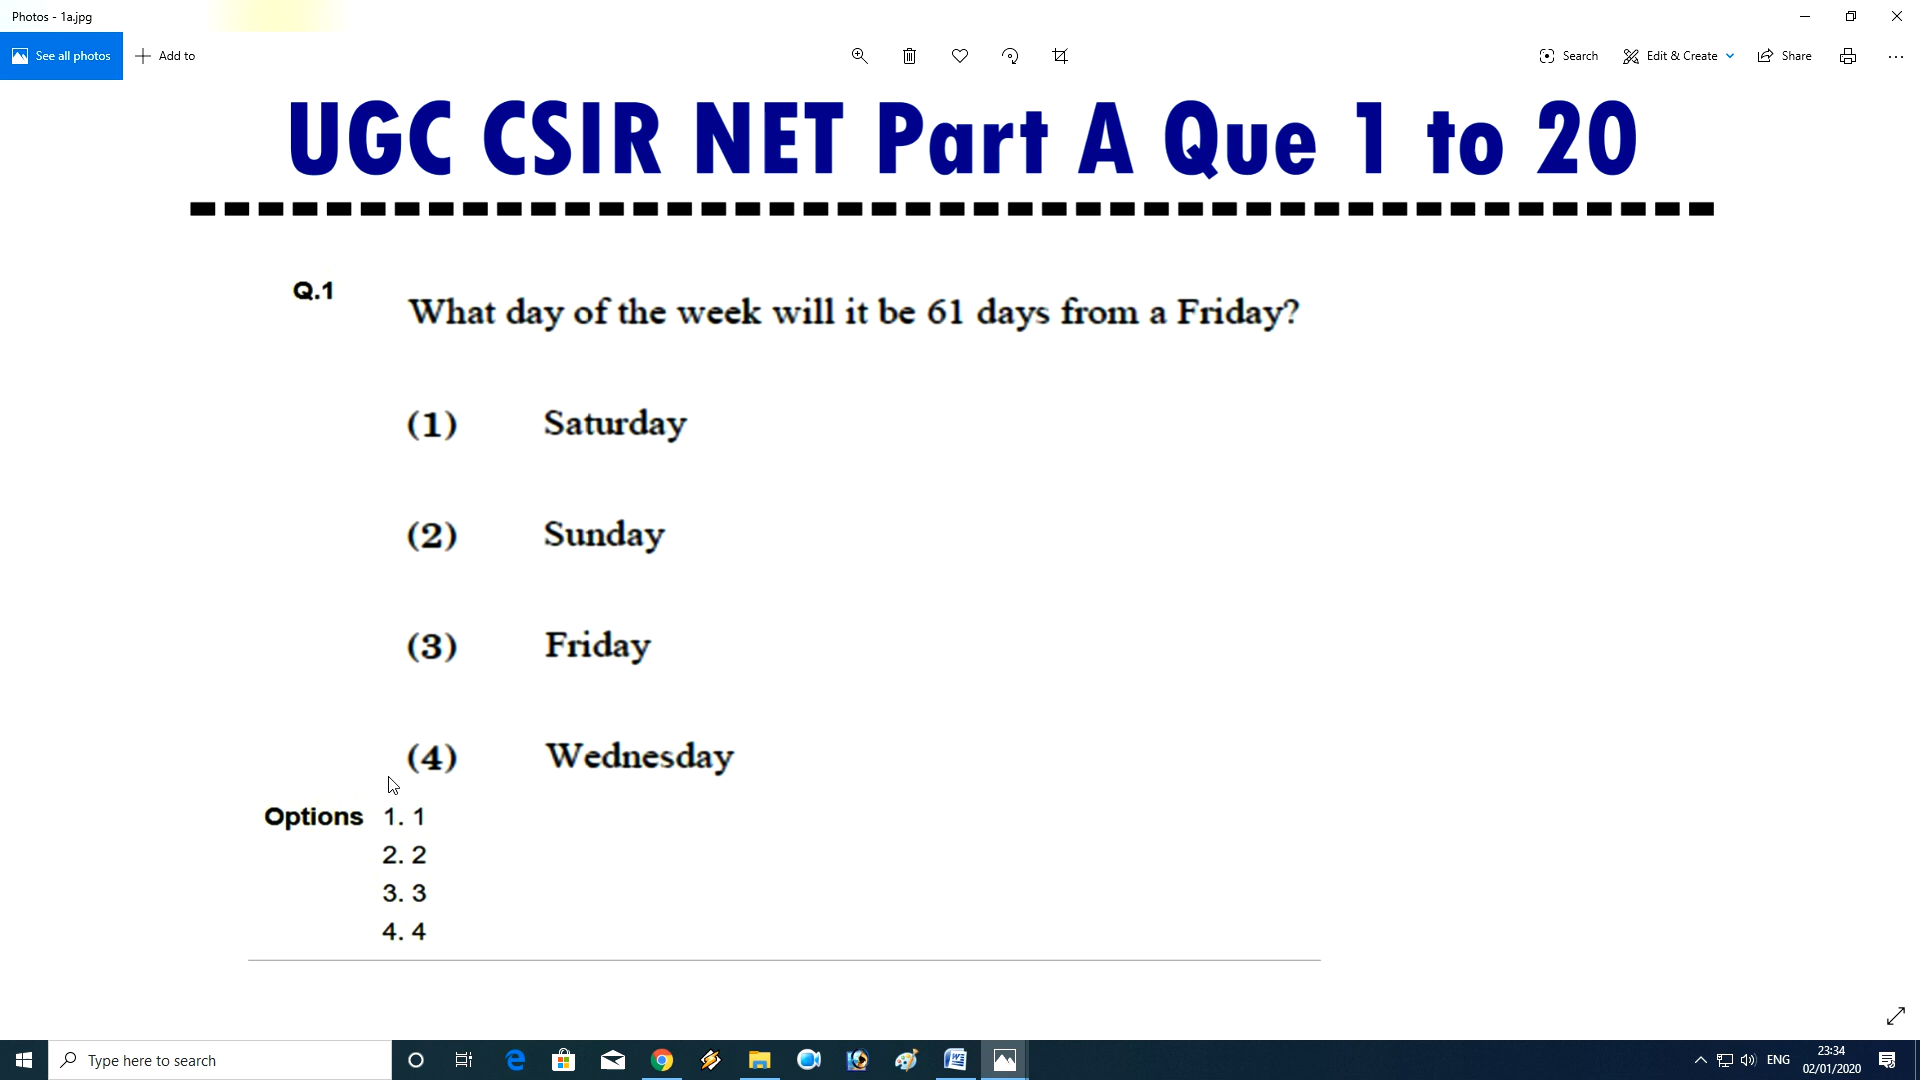 Photos - 1a.jpg
See all photos
Add to
Search
Edit & Create
Share
UGC CSIR NET Part A Que 1 to 20
Q.1
What day of the week will it be 61 days from a Friday?
(1) Saturday
(2) Sunday
(3) Friday
(4) Wednesday
Options 1. 1
2. 2
3. 3
4. 4
Type here to search
ENG
23:34
02/01/2020